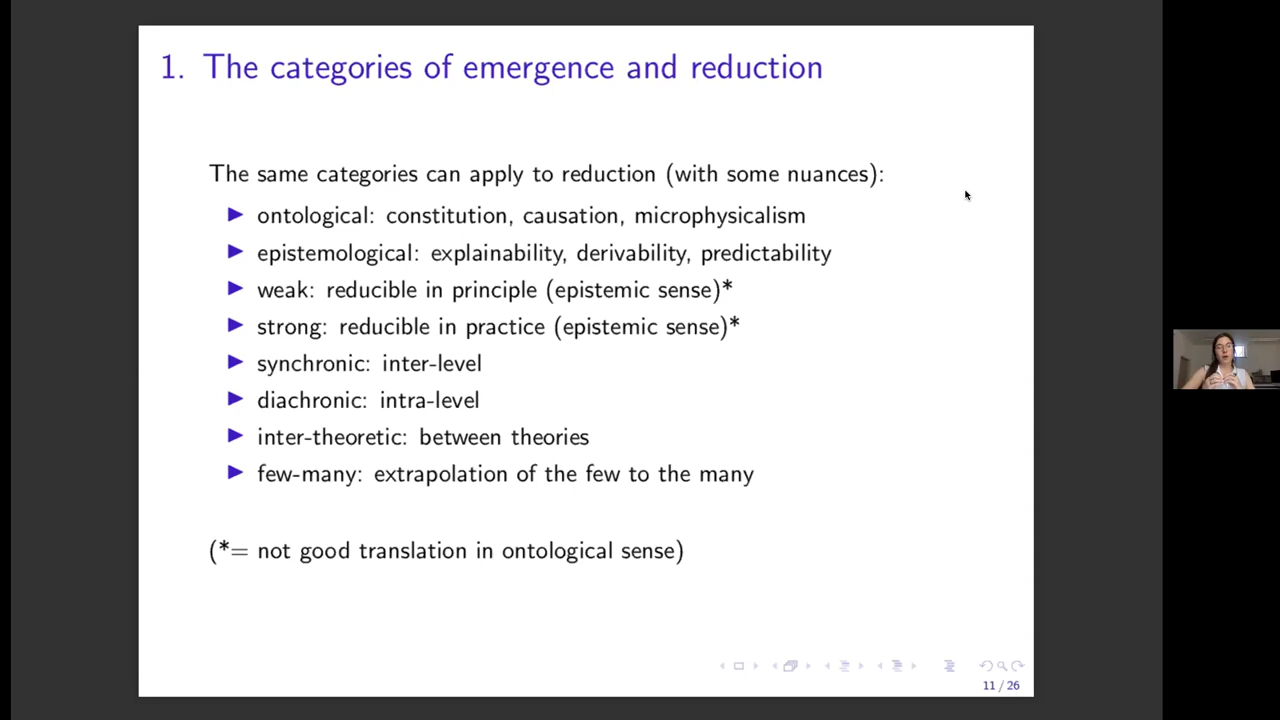 1. The categories of emergence and reduction
The same categories can apply to reduction (with some nuances):
ontological: constitution, causation, microphysicalism
epistemological: explainability, derivability, predictability
weak: reducible in principle (epistemic sense)*
strong: reducible in practice (epistemic sense)*
synchronic: inter-level
diachronic: intra-level
inter-theoretic: between theories
few-many: extrapolation of the few to the many
(*= not good translation in ontological sense)
11 / 26